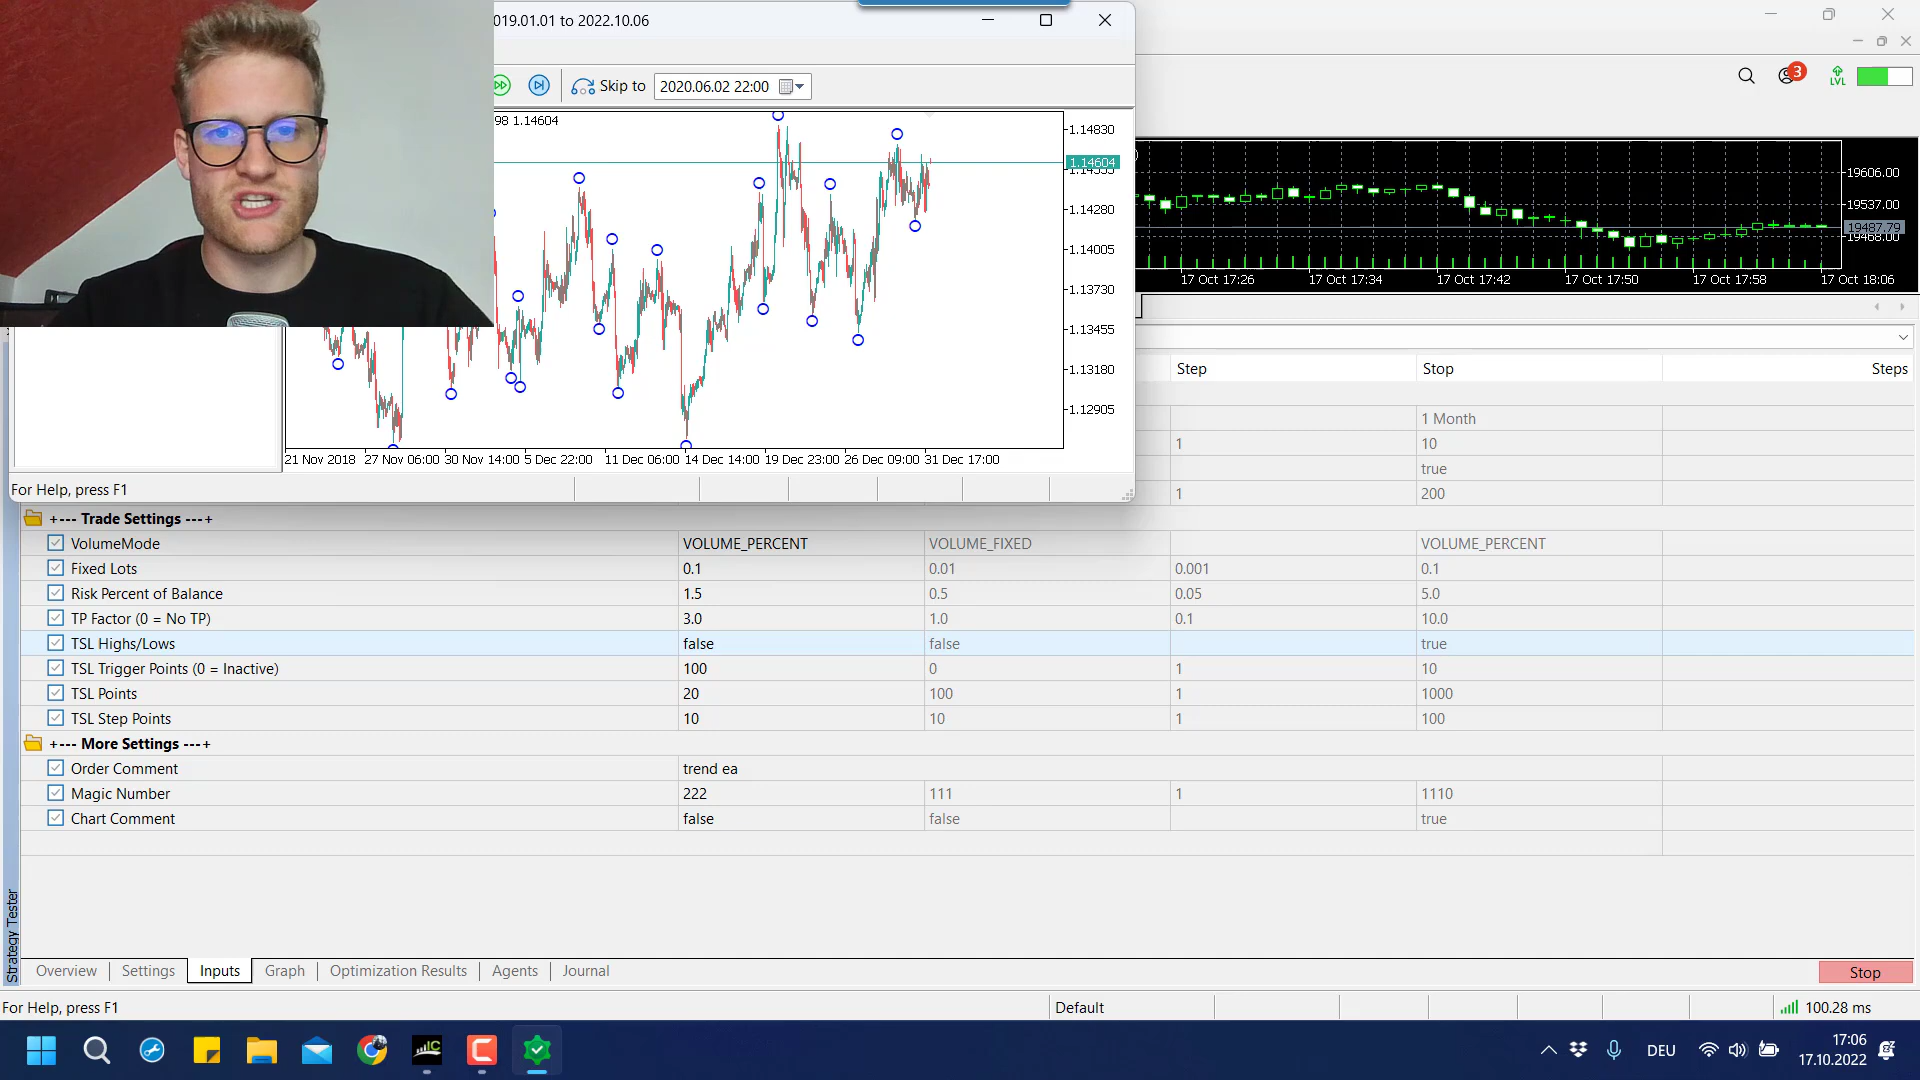 019.01.01 to 2022.10.06
Skip to
2020.06.02 22:00
3
LVL
98 1.14604
1.14830
1.14604
1.14280
1.14005
1.13730
1.13455
1.13180
1.12905
21 Nov 2018
27 Nov 06:00
30 Nov 14:00
5 Dec 22:00
11 Dec 06:00
14 Dec 14:00
19 Dec 23:00
26 Dec 09:00
31 Dec 17:00
19606.00
19537.00
19487.79
19468.00
17 Oct 17:26
17 Oct 17:34
17 Oct 17:42
17 Oct 17:50
17 Oct 17:58
17 Oct 18:06
Step Stop Steps
1 Month
1 10
true
1 200
For Help, press F1
+--- Trade Settings ---+
VolumeMode VOLUME_PERCENT VOLUME_FIXED VOLUME_PERCENT
Fixed Lots 0.1 0.01 0.001 0.1
Risk Percent of Balance 1.5 0.5 0.05 5.0
TP Factor (0 = No TP) 3.0 1.0 0.1 10.0
TSL Highs/Lows false false true
TSL Trigger Points (0 = Inactive) 100 0 1 10
TSL Points 20 100 1 1000
TSL Step Points 10 10 1 100
+--- More Settings ---+
Order Comment trend ea
Magic Number 222 111 1 1110
Chart Comment false false true
Strategy Tester
Overview Settings Inputs Graph Optimization Results Agents Journal Stop
For Help, press F1 Default 100.28 ms
DEU
17:06
17.10.2022